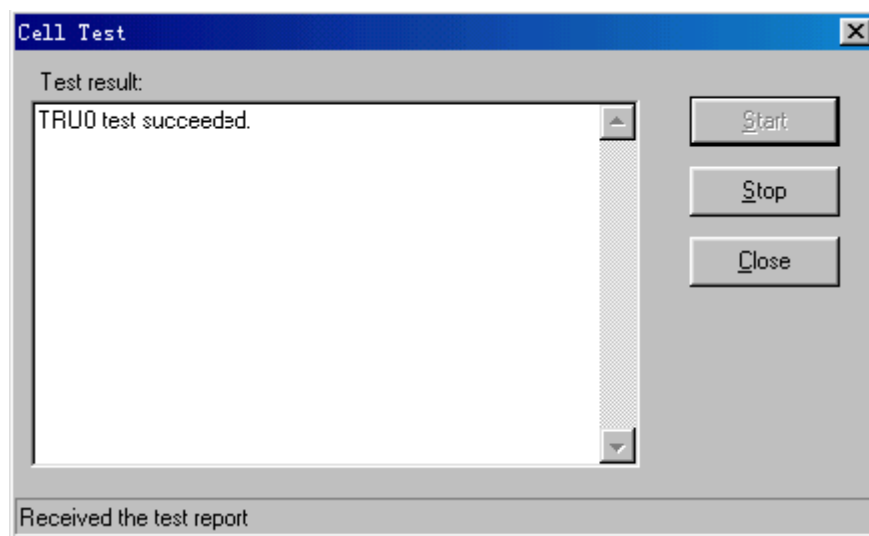 Cell Test
Test result:
TRU0 test succeeded.
Start
Stop
Close
Received the test report